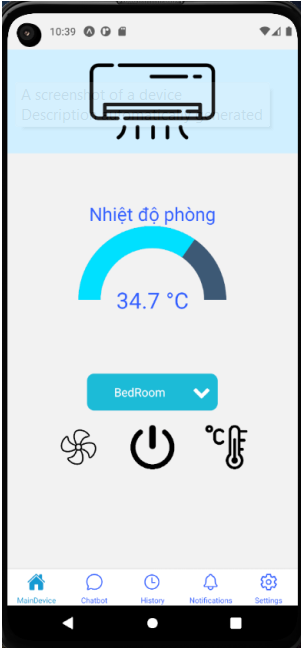 10:39
A screenshot of a device
Description automatically generated
Nhiệt độ phòng
34.7 °C
BedRoom
°C
MainDevice
Chatbot
History
Notifications
Settings